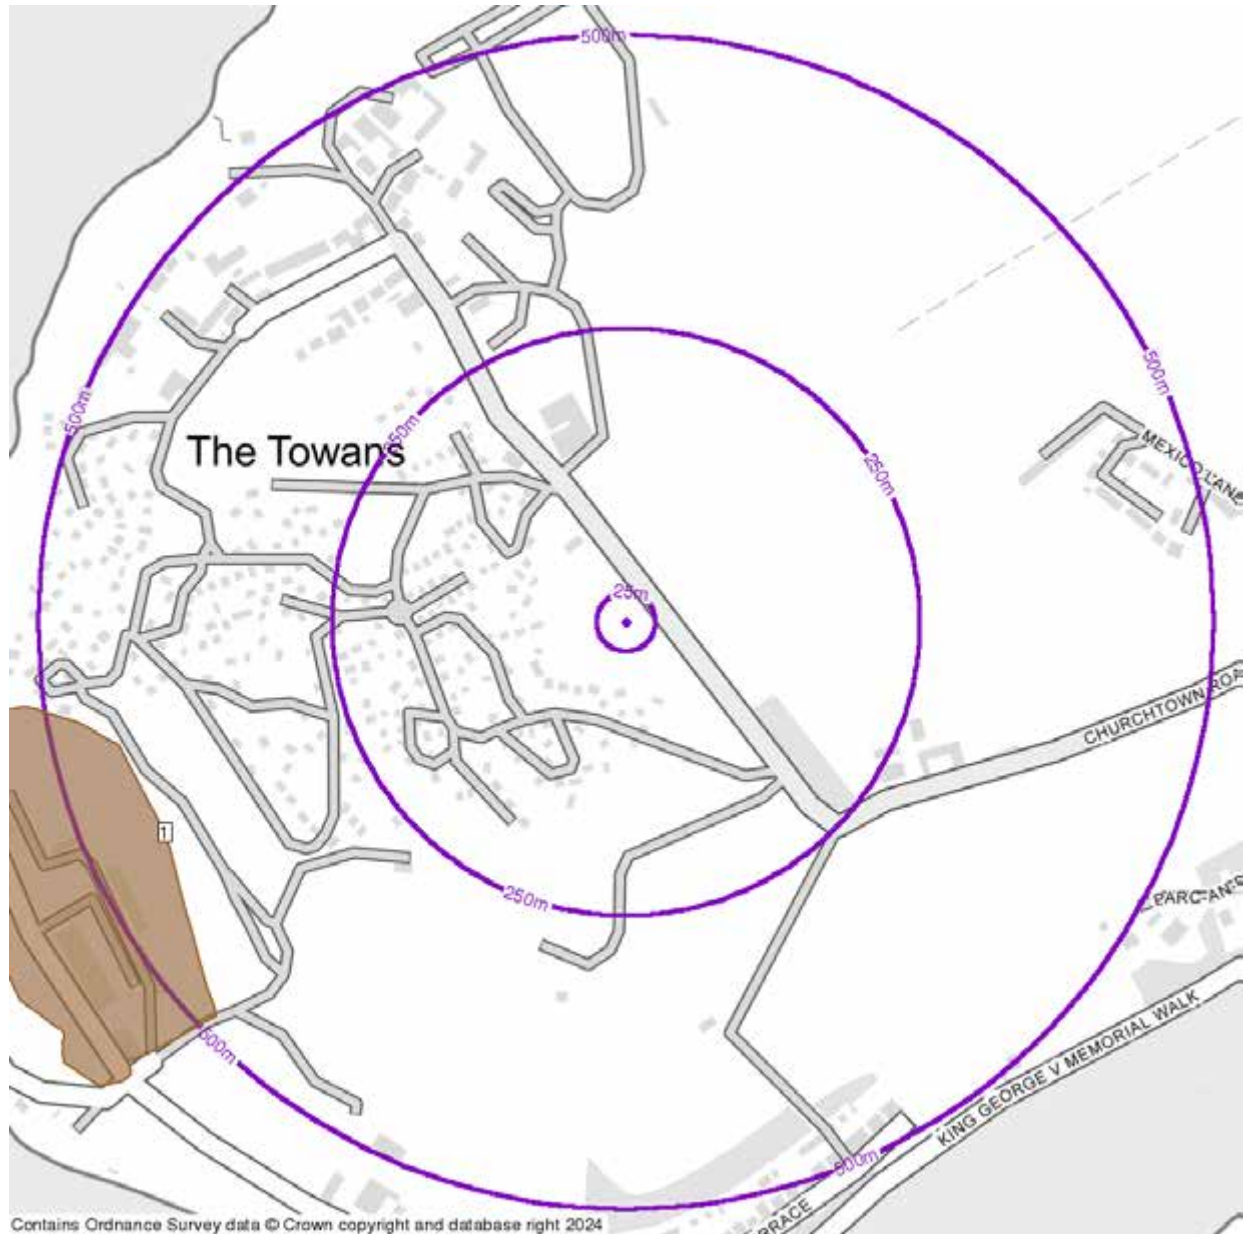 500m
500m
500m
The Towans
250m
250m
MEXICO LANE
25m
CHURCHTOWN ROA
1
250m
PARC-AN-
500m
KING GEORGE V MEMORIAL WALK
500m
RRACE
Contains Ordnance Survey data © Crown copyright and database right 2024